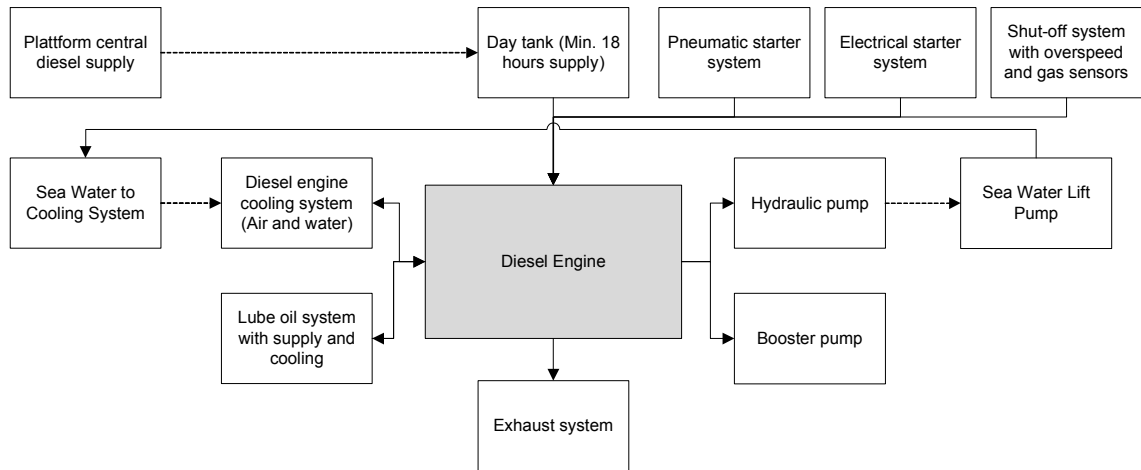 Plattform central
diesel supply
Day tank (Min. 18
hours supply)
Pneumatic starter
system
Electrical starter
system
Shut-off system
with overspeed
and gas sensors
Sea Water to
Cooling System
Diesel engine
cooling system
(Air and water)
Diesel Engine
Hydraulic pump
Sea Water Lift
Pump
Lube oil system
with supply and
cooling
Booster pump
Exhaust system